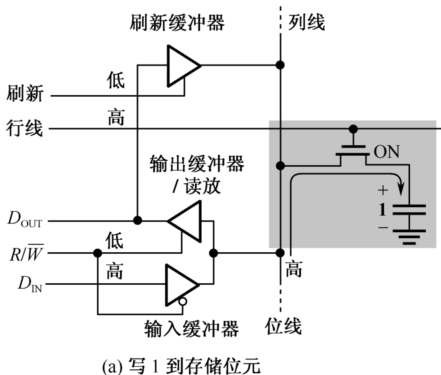 刷新缓冲器
列线
刷新
低
行线
高
ON
输出缓冲器
/读放
+
1
−
D_OUT
R/W̅
低
高
D_IN
高
输入缓冲器
位线
(a) 写 1 到存储位元